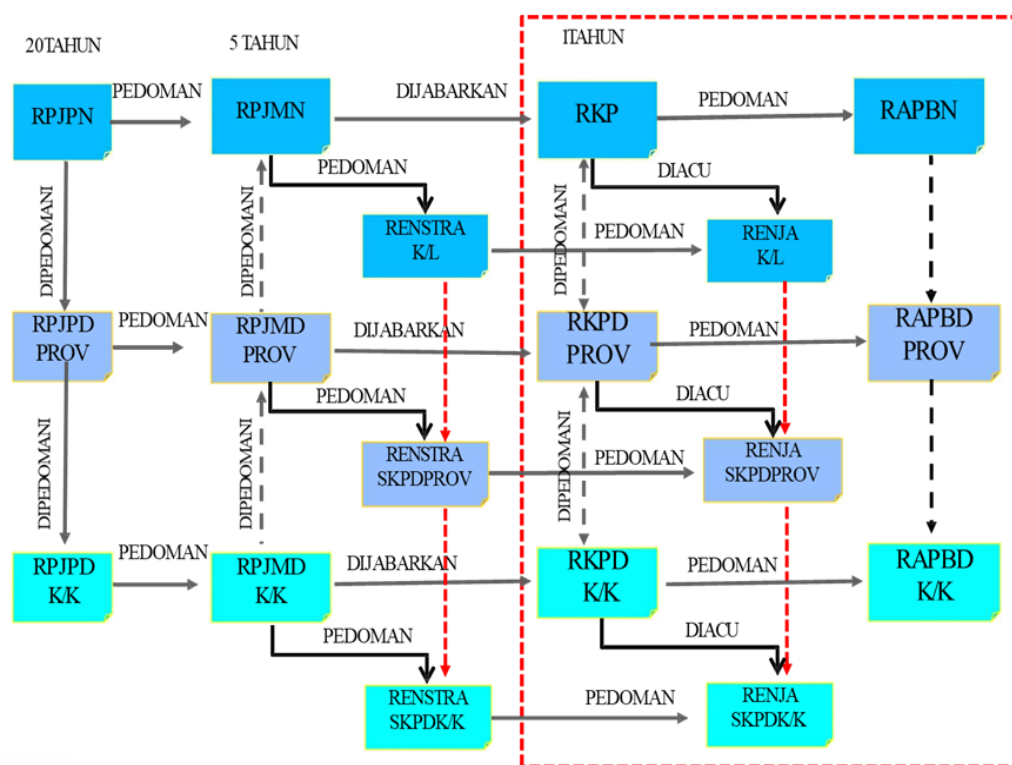 20TAHUN
5 TAHUN
1TAHUN
RPJPN
PEDOMAN
RPJMN
DIJABARKAN
RKP
PEDOMAN
RAPBN
DIPEDOMANI
DIPEDOMANI
PEDOMAN
DIPEDOMANI
DIACU
RENSTRA
K/L
PEDOMAN
RENJA
K/L
RPJPD
PROV
PEDOMAN
RPJMD
PROV
DIJABARKAN
RKPD
PROV
PEDOMAN
RAPBD
PROV
DIPEDOMANI
DIPEDOMANI
PEDOMAN
DIPEDOMANI
DIACU
RENSTRA
SKPDPROV
PEDOMAN
RENJA
SKPDPROV
RPJPD
K/K
PEDOMAN
RPJMD
K/K
DIJABARKAN
RKPD
K/K
PEDOMAN
RAPBD
K/K
PEDOMAN
DIACU
RENSTRA
SKPDK/K
PEDOMAN
RENJA
SKPDK/K